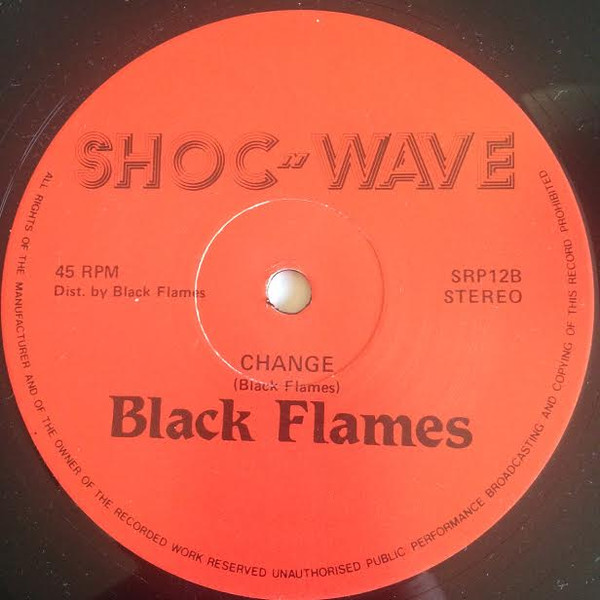 SHOC N WAVE
45 RPM
Dist. by Black Flames
SRP12B
STEREO
CHANGE
(Black Flames)
Black Flames
ALL RIGHTS OF THE MANUFACTURER AND OF THE OWNER OF THE RECORDED WORK RESERVED UNAUTHORISED PUBLIC PERFORMANCE BROADCASTING AND COPYING OF THIS RECORD PROHIBITED